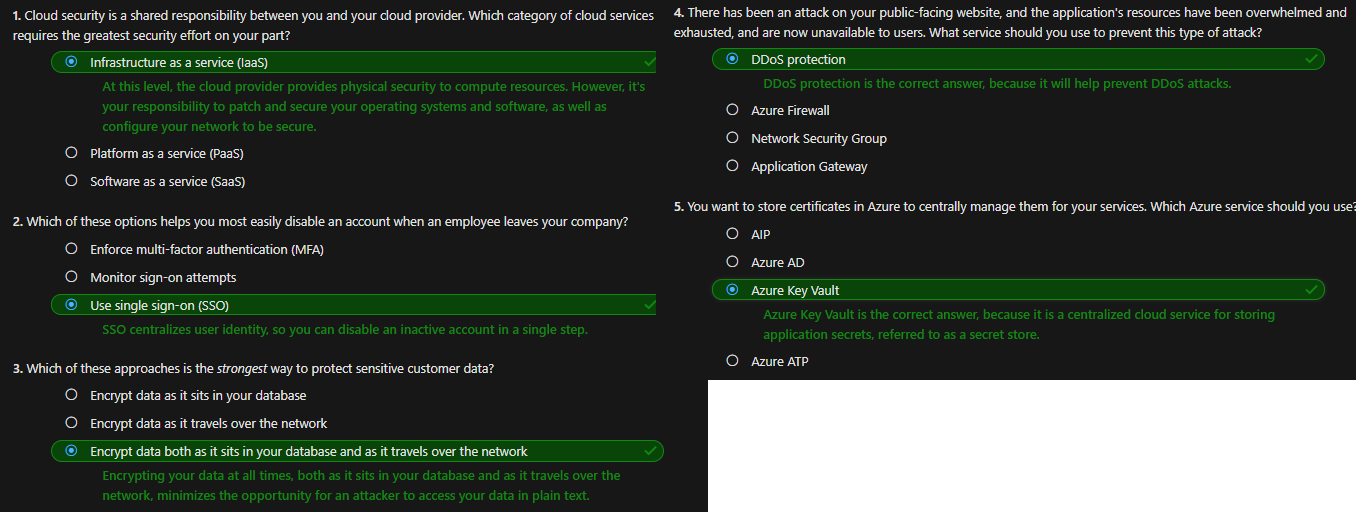 1. Cloud security is a shared responsibility between you and your cloud provider. Which category of cloud services
requires the greatest security effort on your part?
Infrastructure as a service (IaaS)
At this level, the cloud provider provides physical security to compute resources. However, it's
your responsibility to patch and secure your operating systems and software, as well as
configure your network to be secure.
Platform as a service (PaaS)
Software as a service (SaaS)
2. Which of these options helps you most easily disable an account when an employee leaves your company?
Enforce multi-factor authentication (MFA)
Monitor sign-on attempts
Use single sign-on (SSO)
SSO centralizes user identity, so you can disable an inactive account in a single step.
3. Which of these approaches is the strongest way to protect sensitive customer data?
Encrypt data as it sits in your database
Encrypt data as it travels over the network
Encrypt data both as it sits in your database and as it travels over the network
Encrypting your data at all times, both as it sits in your database and as it travels over the
network, minimizes the opportunity for an attacker to access your data in plain text.
4. There has been an attack on your public-facing website, and the application's resources have been overwhelmed and
exhausted, and are now unavailable to users. What service should you use to prevent this type of attack?
DDoS protection
DDoS protection is the correct answer, because it will help prevent DDoS attacks.
Azure Firewall
Network Security Group
Application Gateway
5. You want to store certificates in Azure to centrally manage them for your services. Which Azure service should you use?
AIP
Azure AD
Azure Key Vault
Azure Key Vault is the correct answer, because it is a centralized cloud service for storing
application secrets, referred to as a secret store.
Azure ATP